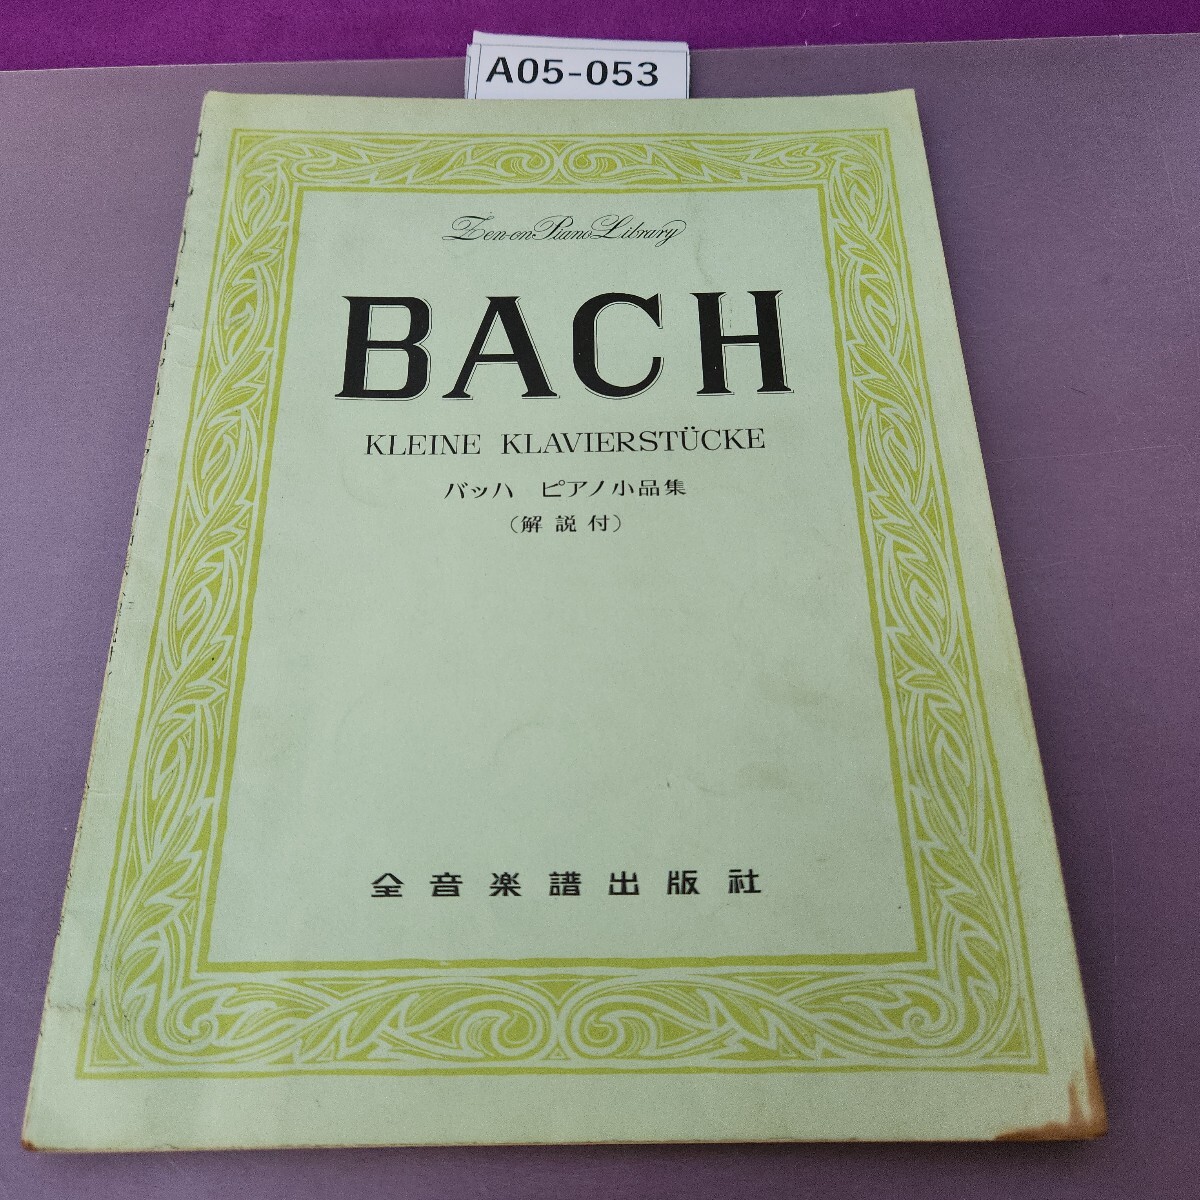 A05-053
Zen-on Piano Library
BACH
KLEINE KLAVIERSTÜCKE
バッハ ピアノ小品集
(解説付)
全音楽譜出版社